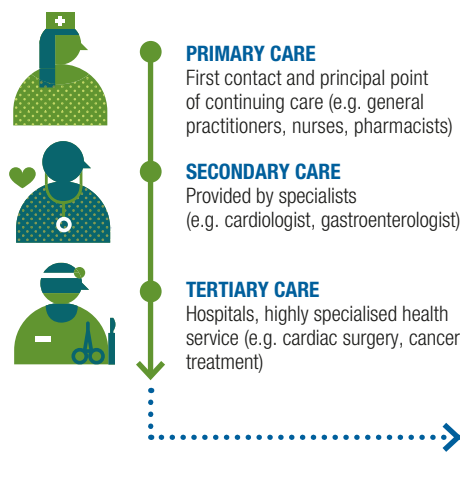 PRIMARY CARE
First contact and principal point
of continuing care (e.g. general
practitioners, nurses, pharmacists)
SECONDARY CARE
Provided by specialists
(e.g. cardiologist, gastroenterologist)
TERTIARY CARE
Hospitals, highly specialised health
service (e.g. cardiac surgery, cancer
treatment)